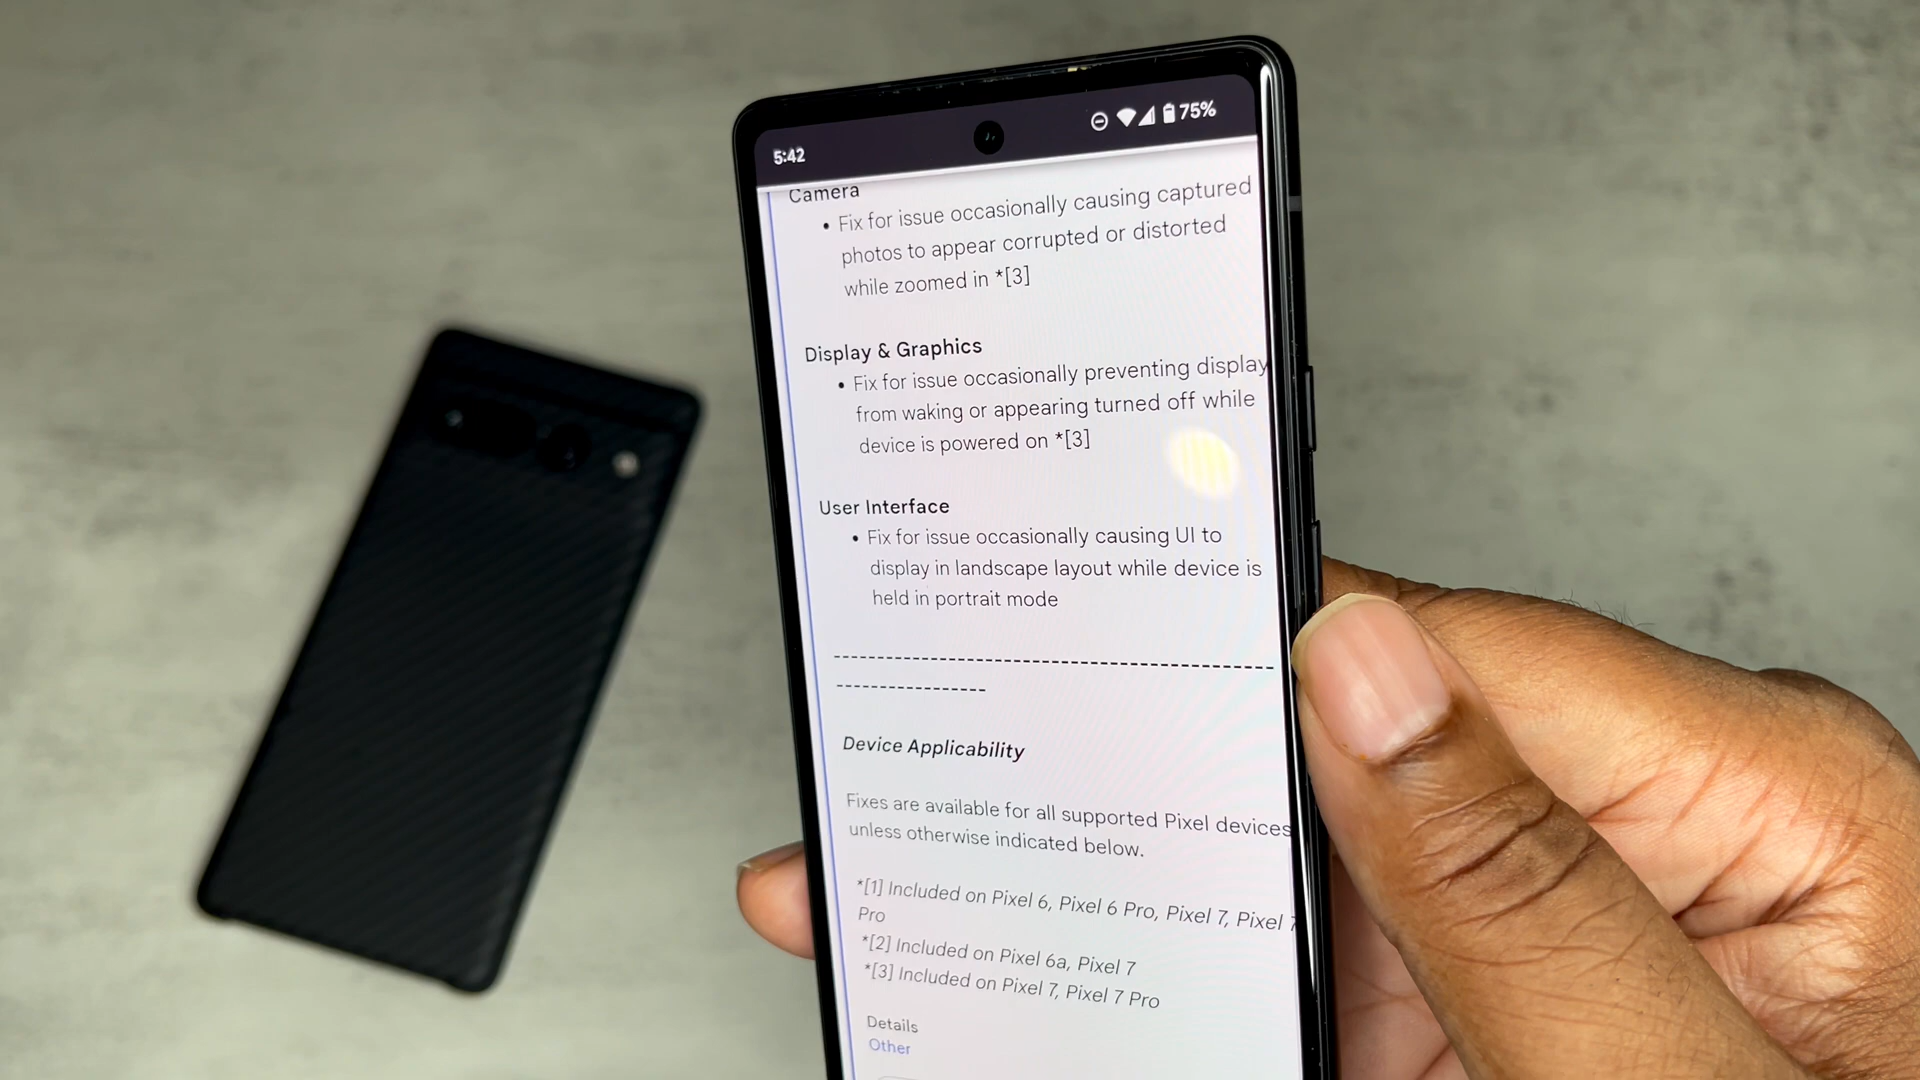 5:42
75%
Camera
• Fix for issue occasionally causing captured
photos to appear corrupted or distorted
while zoomed in *[3]
Display & Graphics
• Fix for issue occasionally preventing display
from waking or appearing turned off while
device is powered on *[3]
User Interface
• Fix for issue occasionally causing UI to
display in landscape layout while device is
held in portrait mode
--------------------------------------------------
-----------------
Device Applicability
Fixes are available for all supported Pixel devices
unless otherwise indicated below.
*[1] Included on Pixel 6, Pixel 6 Pro, Pixel 7, Pixel 7
Pro
*[2] Included on Pixel 6a, Pixel 7
*[3] Included on Pixel 7, Pixel 7 Pro
Details
Other